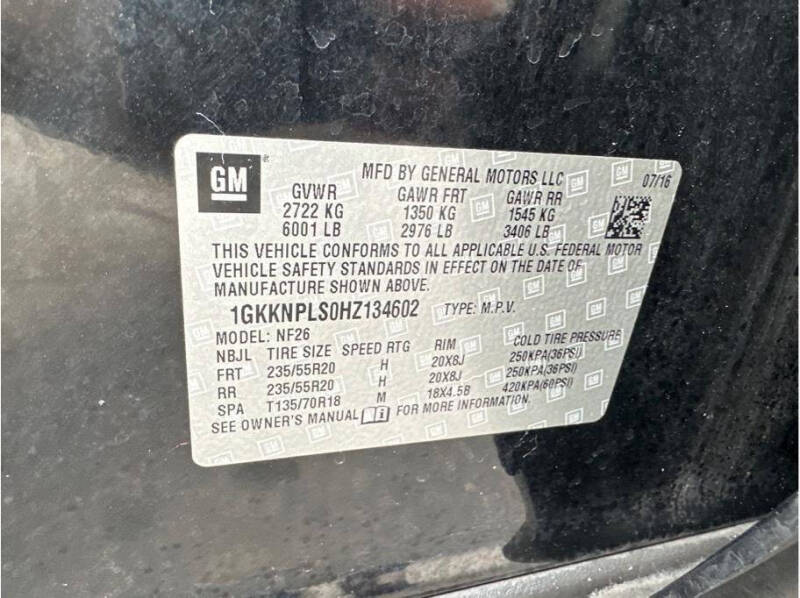 GM
MFD BY GENERAL MOTORS LLC 07/16
GVWR GAWR FRT GAWR RR
2722 KG 1350 KG 1545 KG
6001 LB 2976 LB 3406 LB
THIS VEHICLE CONFORMS TO ALL APPLICABLE U.S. FEDERAL MOTOR
VEHICLE SAFETY STANDARDS IN EFFECT ON THE DATE OF
MANUFACTURE SHOWN ABOVE.
1GKKNPLS0HZ134602 TYPE: M.P.V.
MODEL: NF26
NBJL TIRE SIZE SPEED RTG RIM COLD TIRE PRESSURE
FRT 235/55R20 H 20X8J 250KPA(36PSI)
RR 235/55R20 H 20X8J 250KPA(36PSI)
SPA T135/70R18 M 18X4.5B 420KPA(60PSI)
SEE OWNER'S MANUAL FOR MORE INFORMATION.